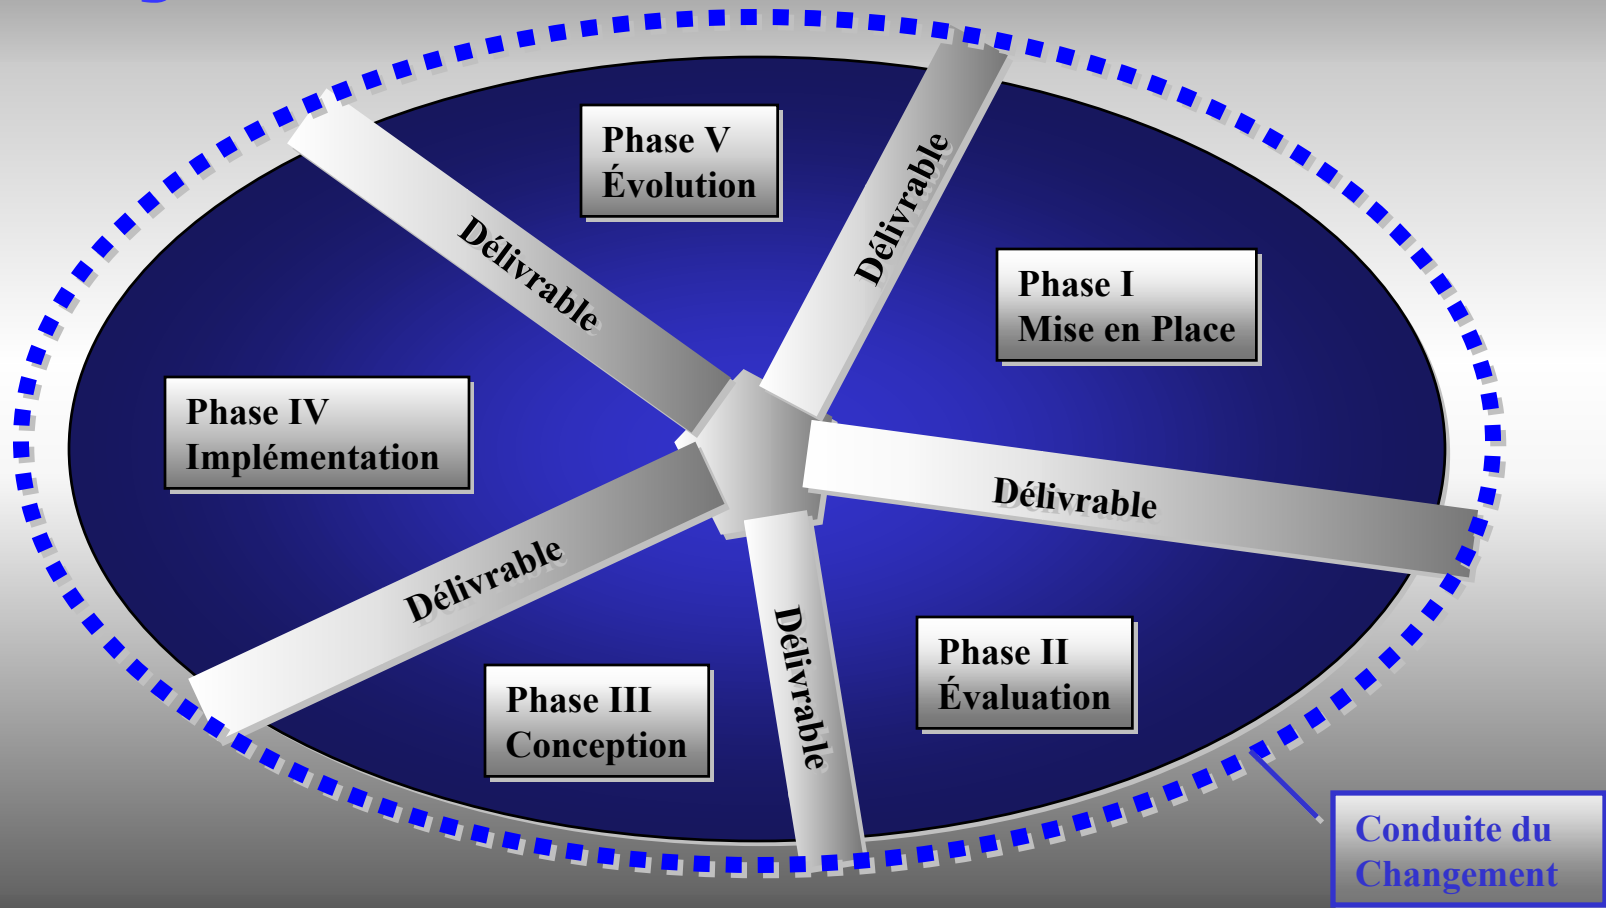 Phase V
Évolution
Délivrable
Phase I
Mise en Place
Délivrable
Phase II
Évaluation
Délivrable
Phase III
Conception
Délivrable
Phase IV
Implémentation
Délivrable
Conduite du
Changement